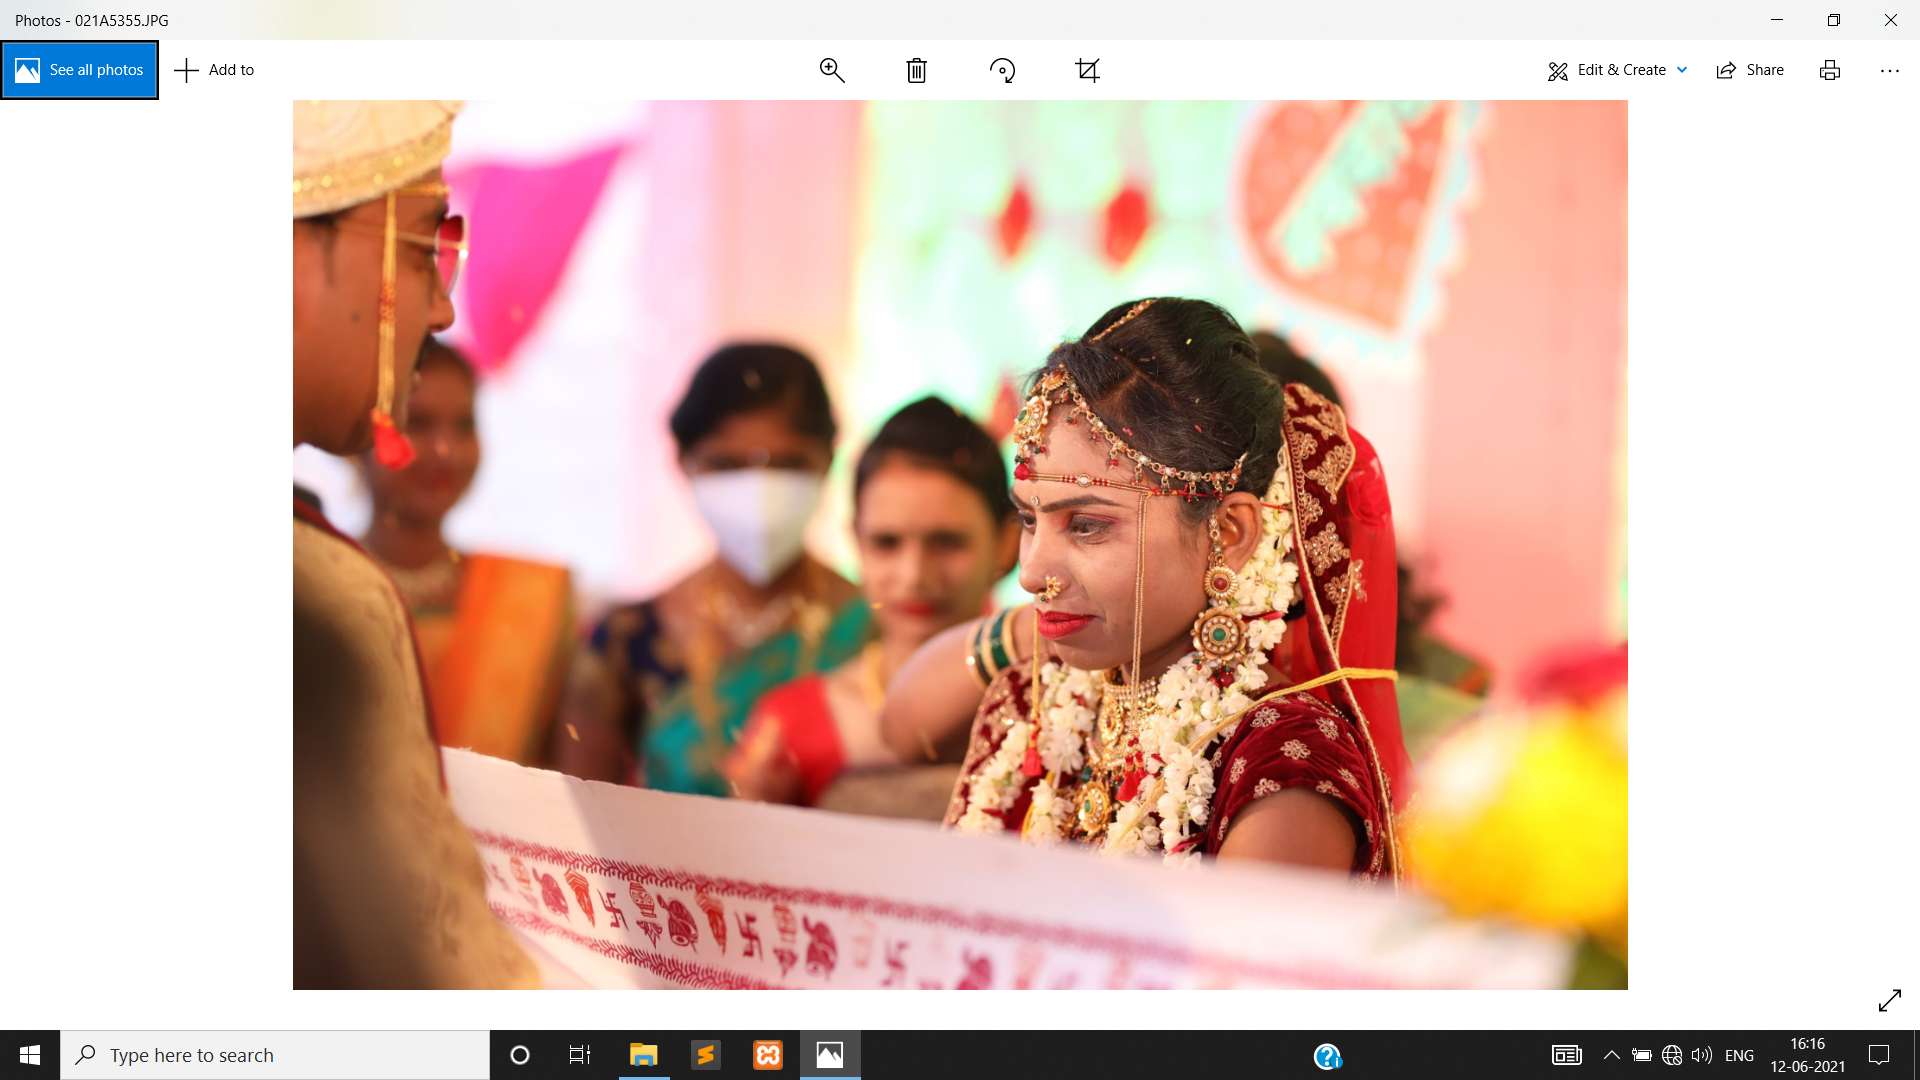 Photos - 021A5355.JPG
See all photos
Add to
Edit & Create
Share
Type here to search
ENG
16:16
12-06-2021